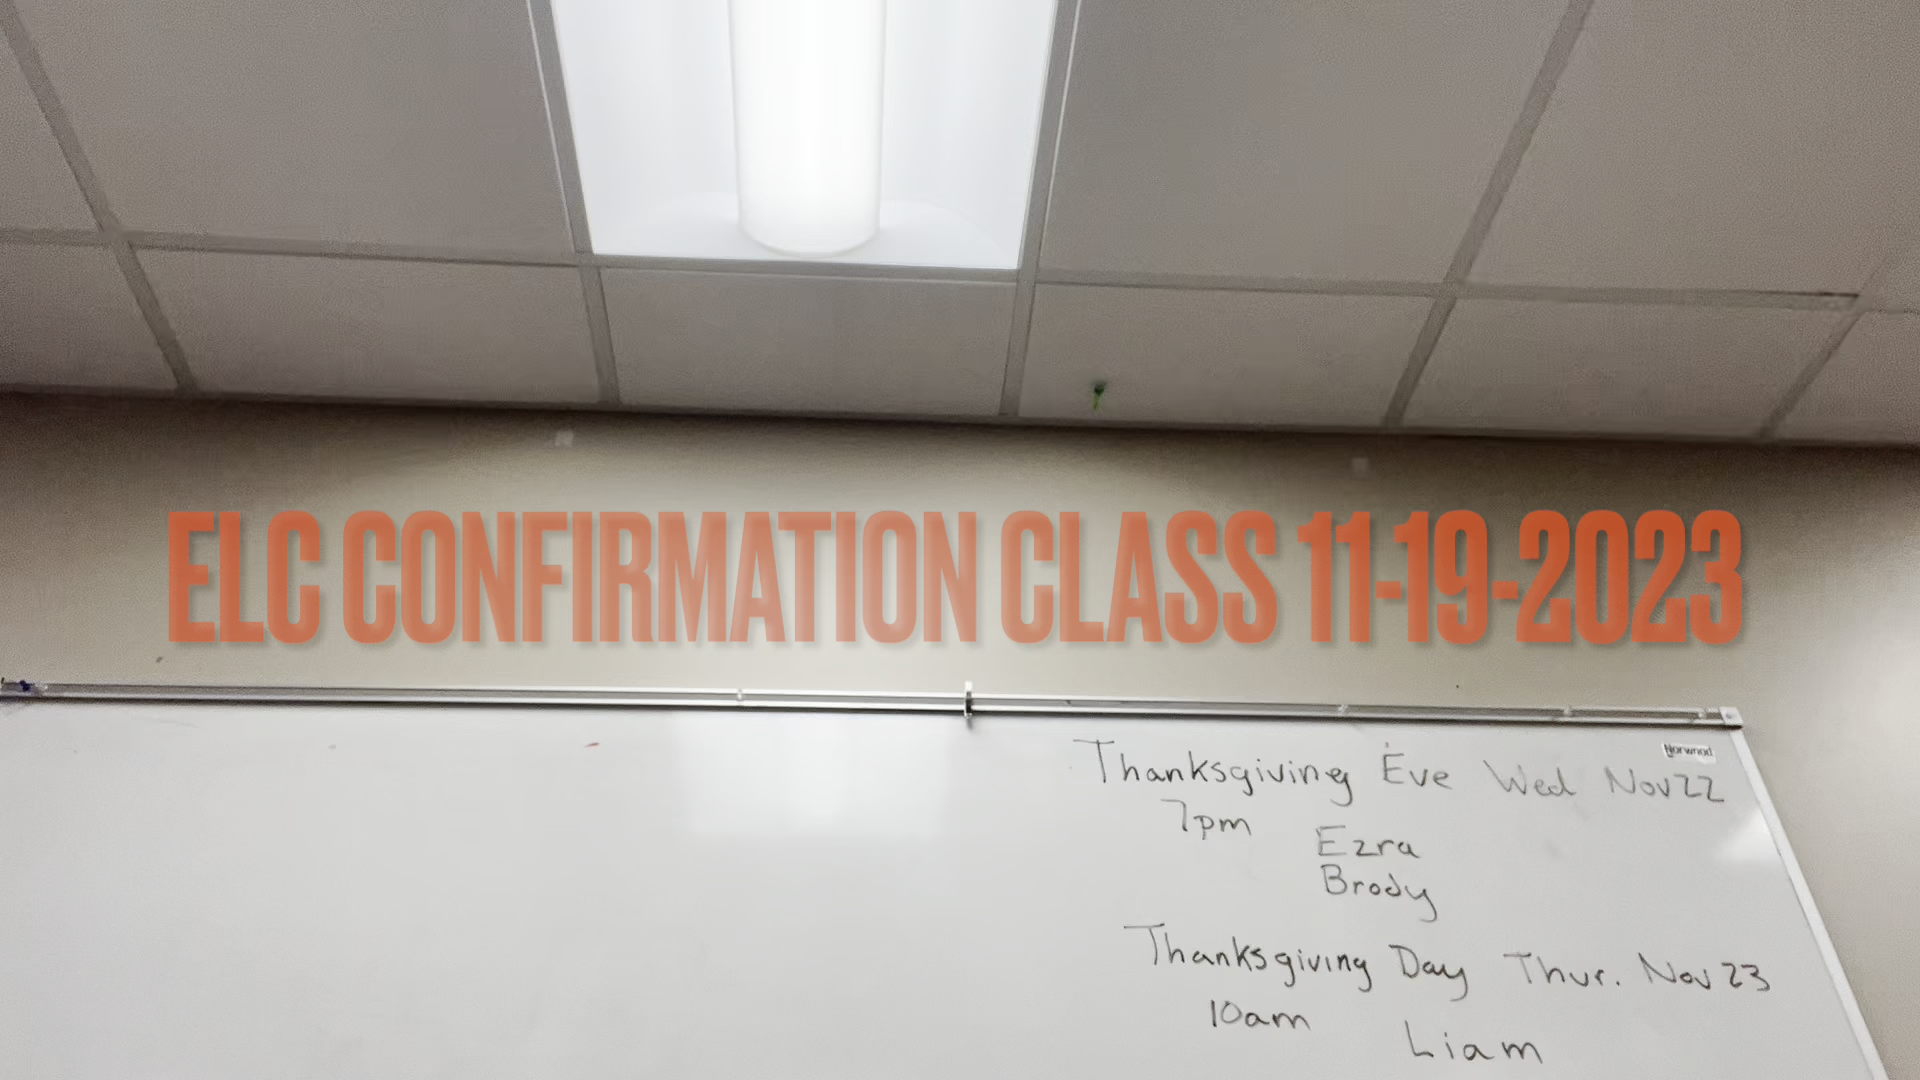 ELC CONFIRMATION CLASS 11-19-2023
Norwood
Thanksgiving Eve Wed Nov 22
7pm
Ezra
Brody
Thanksgiving Day Thur. Nov 23
10am
Liam